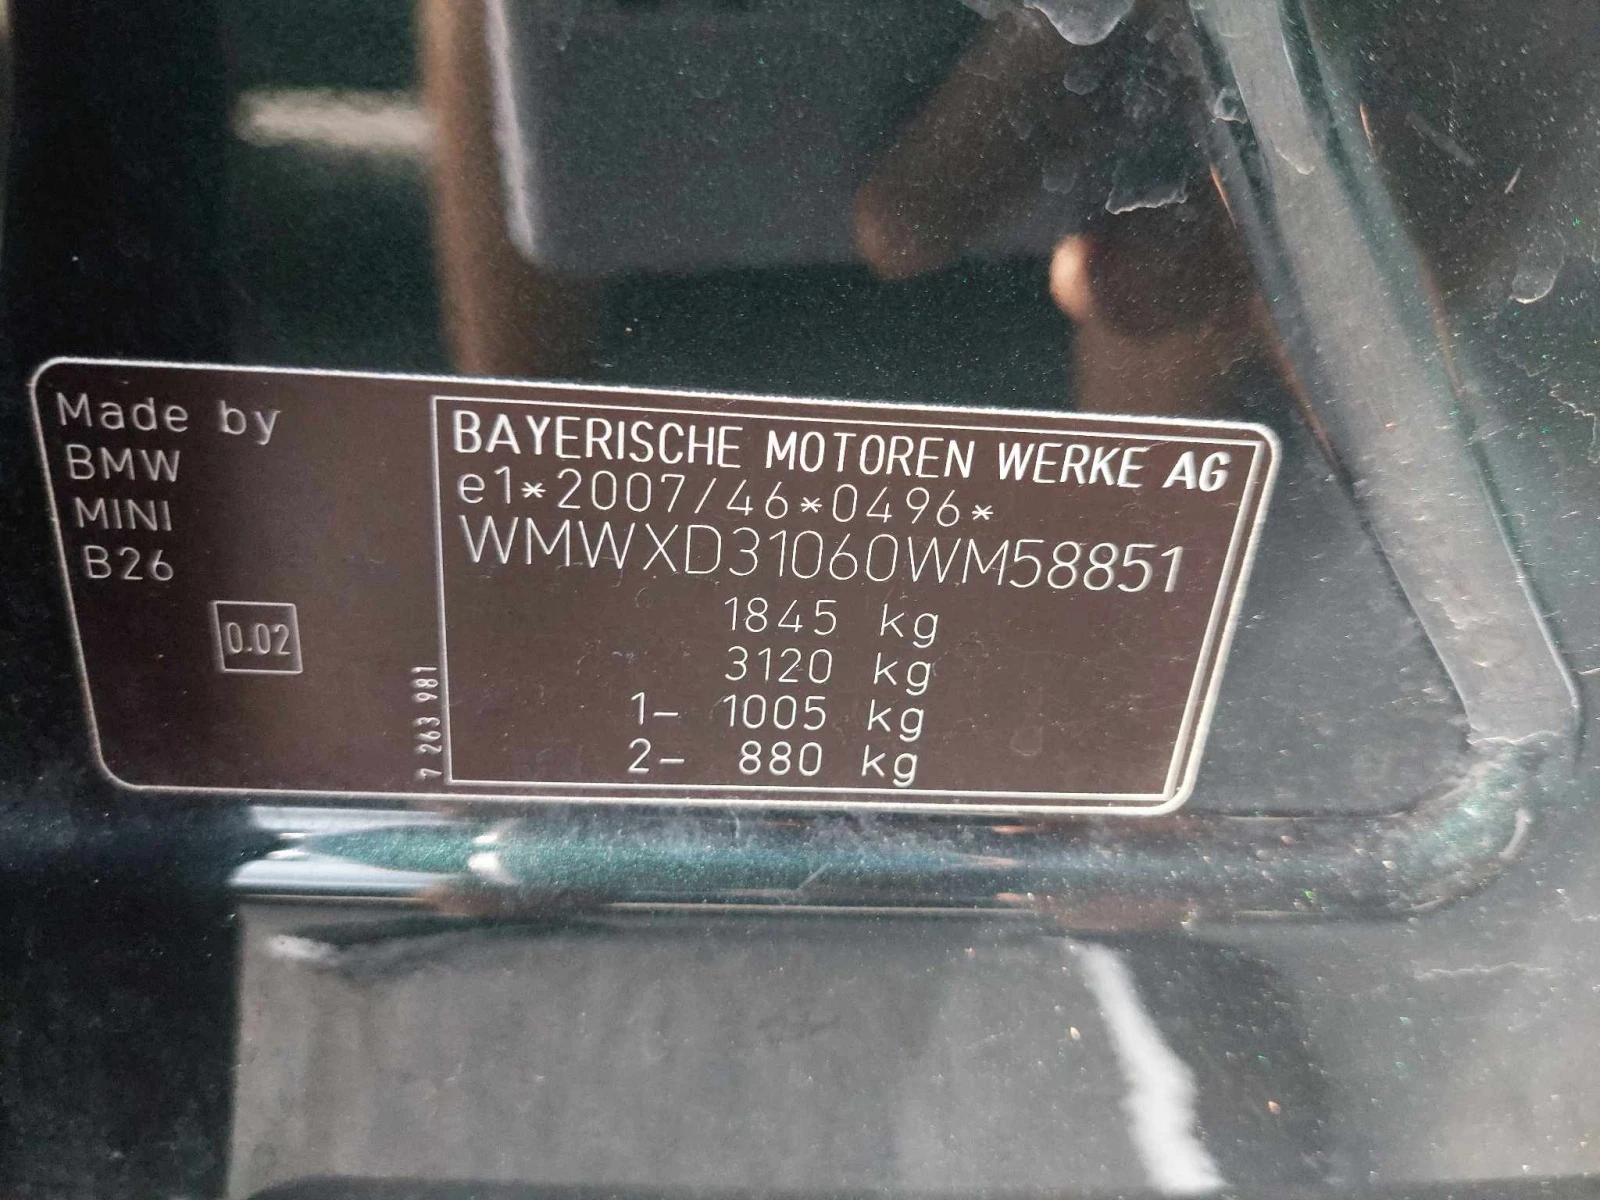 Made by
BMW
MINI
B26
0.02
7 263 981
BAYERISCHE MOTOREN WERKE AG
e1*2007/46*0496*
WMWXD31060WM58851
1845 kg
3120 kg
1- 1005 kg
2- 880 kg